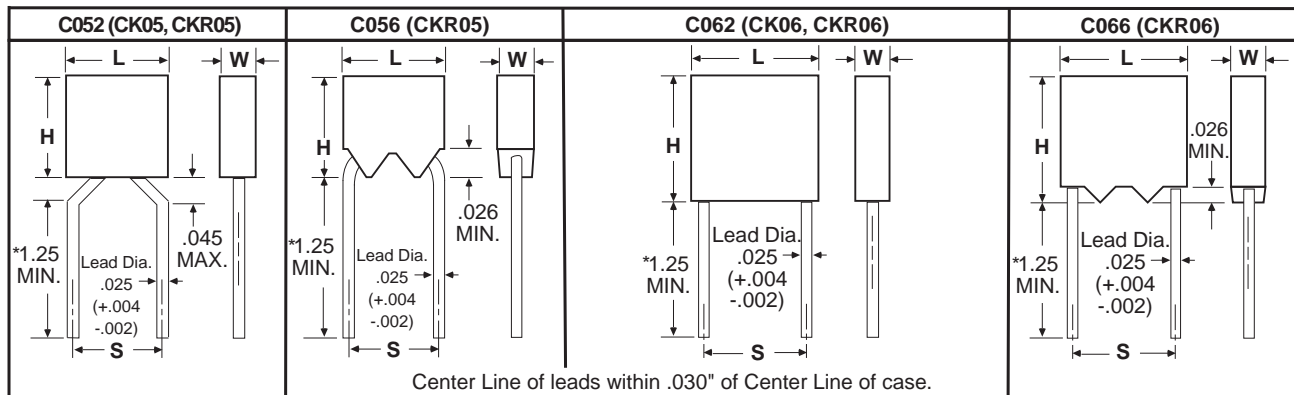 C052 (CK05, CKR05)
C056 (CKR05)
C062 (CK06, CKR06)
C066 (CKR06)
L
W
H
*1.25
MIN.
.045
MAX.
Lead Dia.
.025
(+.004
-.002)
S
L
W
H
*1.25
MIN.
.026
MIN.
Lead Dia.
.025
(+.004
-.002)
S
L
W
H
*1.25
MIN.
Lead Dia.
.025
(+.004
-.002)
S
L
W
H
.026
MIN.
*1.25
MIN.
Lead Dia.
.025
(+.004
-.002)
S
Center Line of leads within .030" of Center Line of case.